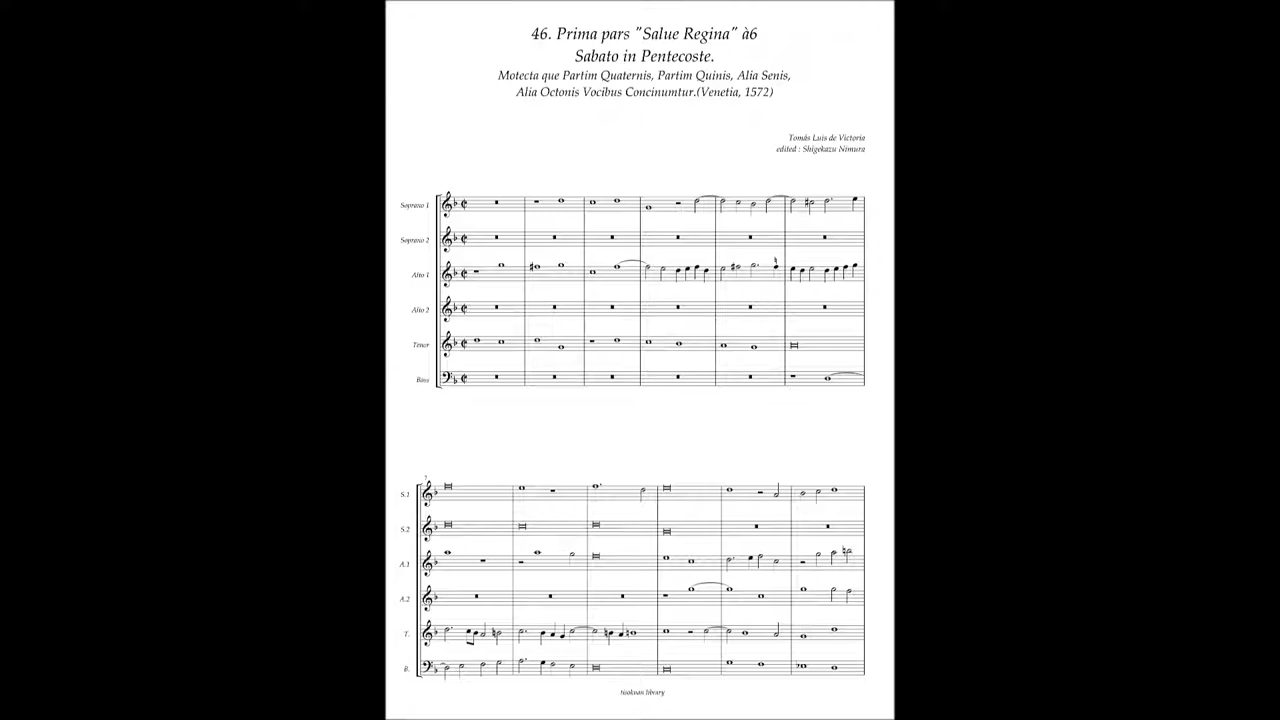 46. Prima pars "Salue Regina" à6
Sabato in Pentecoste.
Motecta que Partim Quaternis, Partim Quinis, Alia Senis,
Alia Octonis Vocibus Concinumtur.(Venetia, 1572)
Tomás Luis de Victoria
edited : Shigekazu Nimura
Soprano 1
Soprano 2
Alto 1
Alto 2
Tenor
Bass
7
S.1
S.2
A.1
A.2
T.
B.
tisokuan library